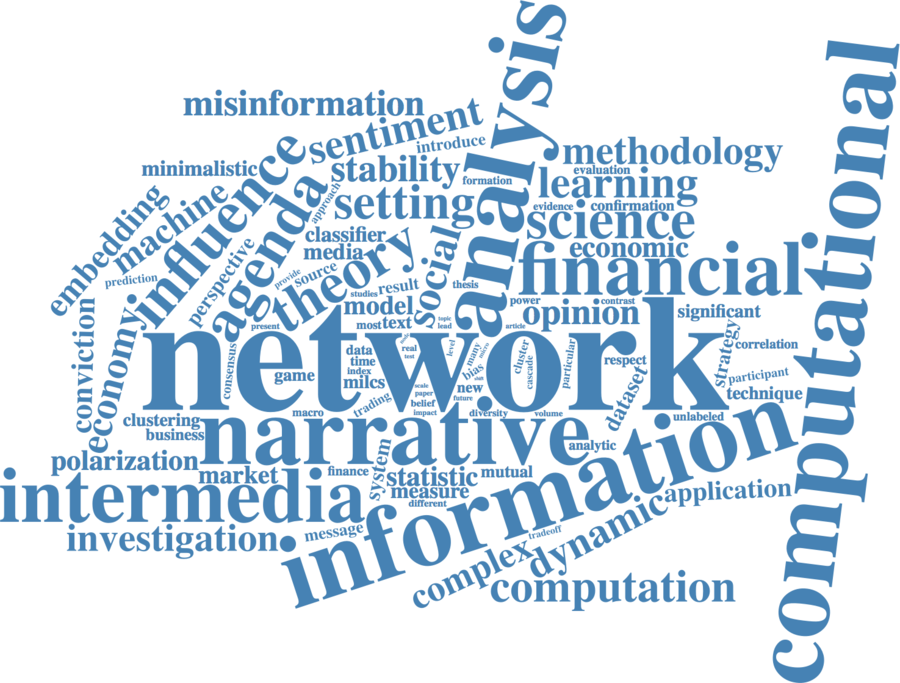 analysis
computational
misinformation
sentiment
introduce
influence
minimalistic
stability
methodology
evaluation
formation
learning
machine
embedding
agenda
approach
setting
evidence
confirmation
science
classifier
media
theory
social
economic
financial
perspective
prediction
provide
source
studies
result
thesis
model
power
contrast
opinion
significant
conviction
economy
present
most
text
topic
lead
article
network
strategy
correlation
consensus
real
test
level
many
micro
cluster
cascade
particular
respect
data
time
index
milcs
game
bias
participant
technique
dataset
scale
paper
belief
impact
new
future
trading
macro
diversity
volume
unlabeled
clustering
business
narrative
analytic
information
polarization
market
finance
system
statistic
mutual
measure
different
intermedia
application
investigation
message
dynamic
tradeoff
complex
computation